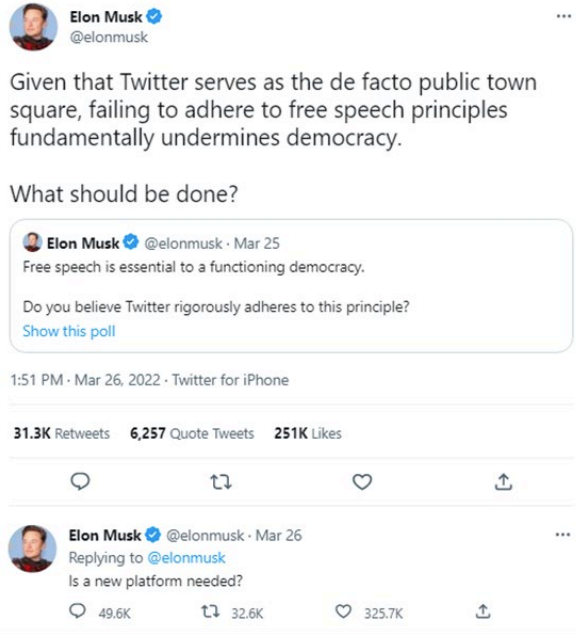 Elon Musk
@elonmusk
Given that Twitter serves as the de facto public town
square, failing to adhere to free speech principles
fundamentally undermines democracy.
What should be done?
Elon Musk @elonmusk · Mar 25
Free speech is essential to a functioning democracy.
Do you believe Twitter rigorously adheres to this principle?
Show this poll
1:51 PM · Mar 26, 2022 · Twitter for iPhone
31.3K Retweets 6,257 Quote Tweets 251K Likes
Elon Musk @elonmusk · Mar 26
Replying to @elonmusk
Is a new platform needed?
49.6K 32.6K 325.7K